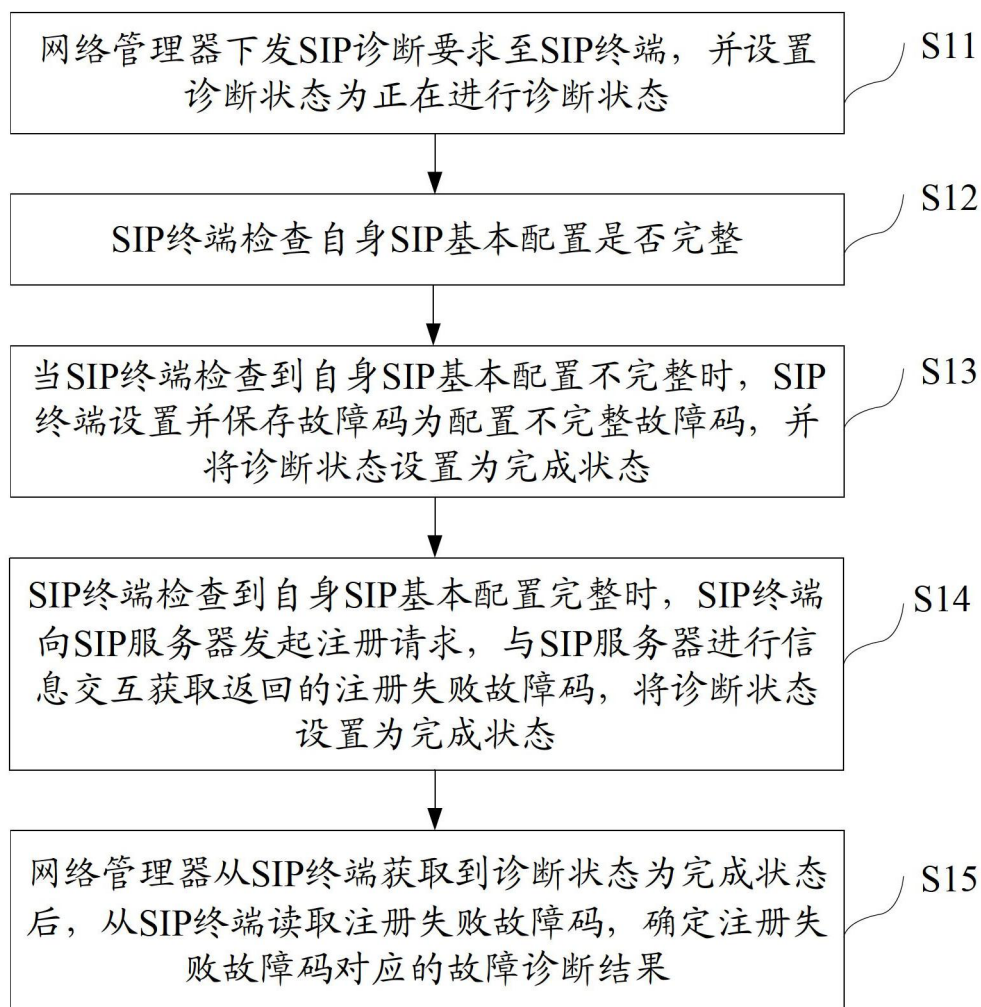 网络管理器下发SIP诊断要求至SIP终端，并设置
诊断状态为正在进行诊断状态
S11
SIP终端检查自身SIP基本配置是否完整
S12
当SIP终端检查到自身SIP基本配置不完整时，SIP
终端设置并保存故障码为配置不完整故障码，并
将诊断状态设置为完成状态
S13
SIP终端检查到自身SIP基本配置完整时，SIP终端
向SIP服务器发起注册请求，与SIP服务器进行信
息交互获取返回的注册失败故障码，将诊断状态
设置为完成状态
S14
网络管理器从SIP终端获取到诊断状态为完成状态
后，从SIP终端读取注册失败故障码，确定注册失
败故障码对应的故障诊断结果
S15